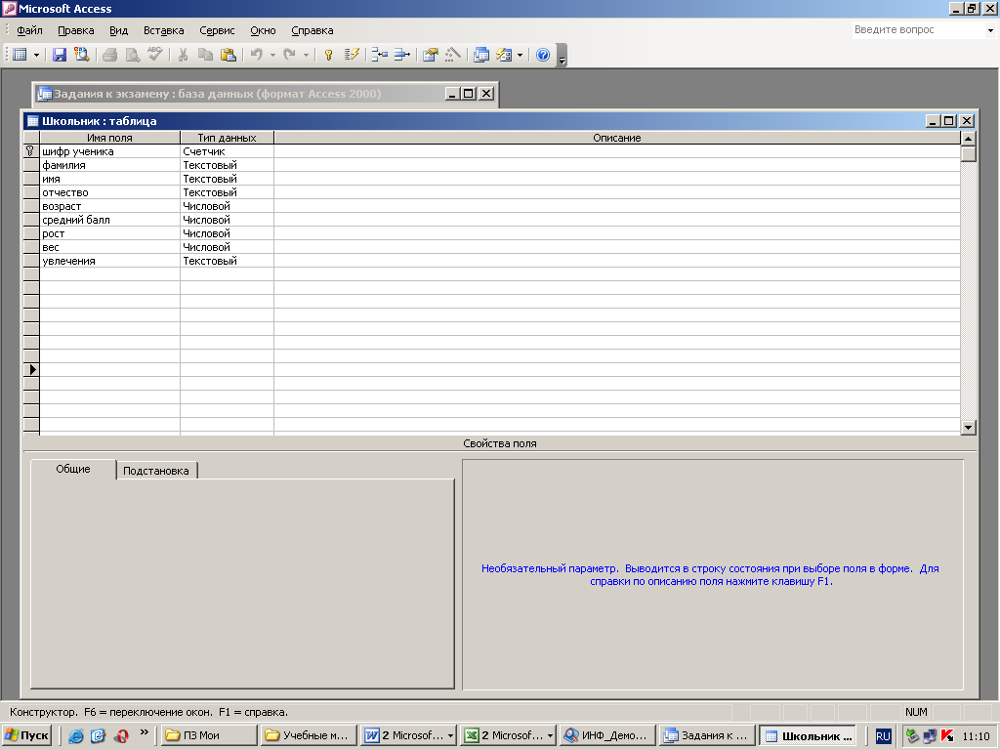 Microsoft Access
Файл Правка Вид Вставка Сервис Окно Справка Введите вопрос
ABC
Задания к экзамену : база данных (формат Access 2000)
Школьник : таблица
Имя поля Тип данных Описание
шифр ученика Счетчик
фамилия Текстовый
имя Текстовый
отчество Текстовый
возраст Числовой
средний балл Числовой
рост Числовой
вес Числовой
увлечения Текстовый
Свойства поля
Общие Подстановка
Необязательный параметр. Выводится в строку состояния при выборе поля в форме. Для
справки по описанию поля нажмите клавишу F1.
Конструктор. F6 = переключение окон. F1 = справка. NUM
Пуск » ПЗ Мои Учебные м... 2 Microsof... 2 Microsof... ИНФ_Демо... Задания к ... Школьник ... RU 11:10